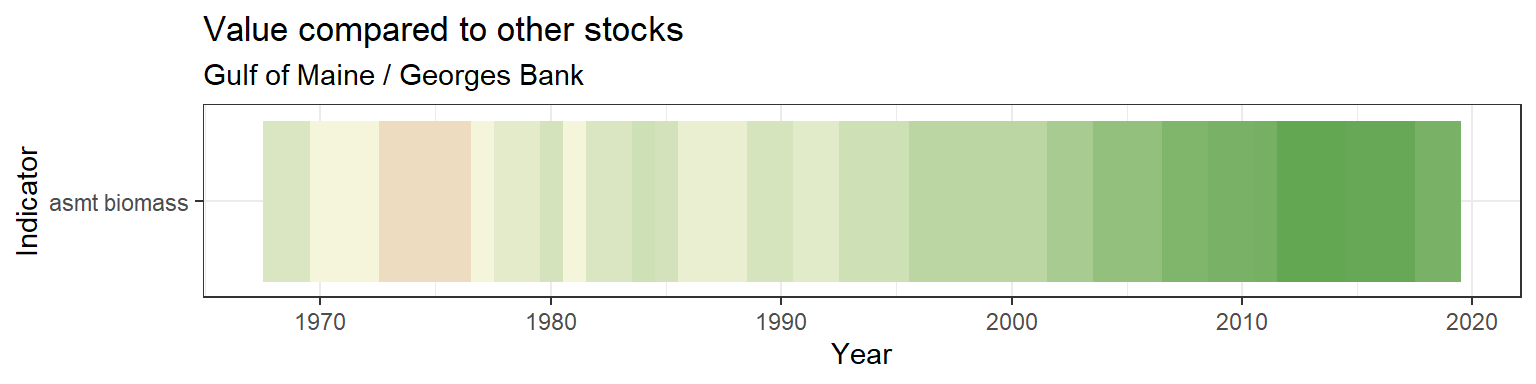 Value compared to other stocks
Gulf of Maine / Georges Bank
Indicator
asmt biomass
1970 1980 1990 2000 2010 2020
Year